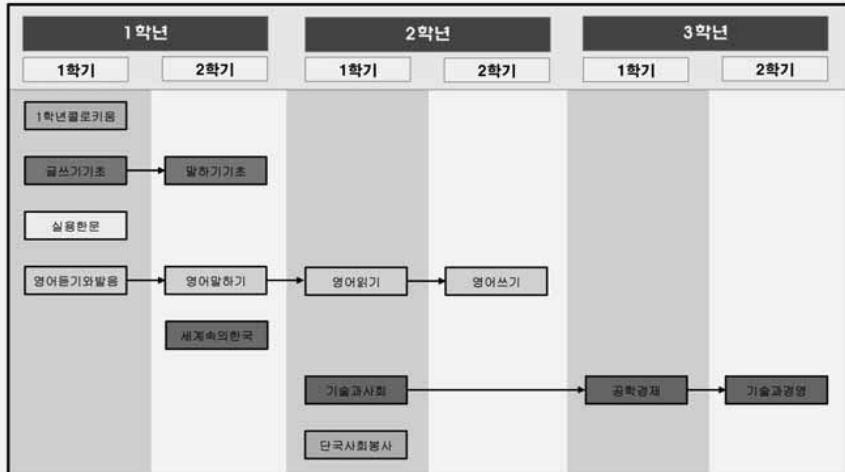 1학년
2학년
3학년
1학기
2학기
1학기
2학기
1학기
2학기
1학년콜로키움
글쓰기기초
말하기기초
실용한문
영어듣기와발음
영어말하기
영어읽기
영어쓰기
세계속의한국
기술과사회
공학경제
기술과경영
단국사회봉사